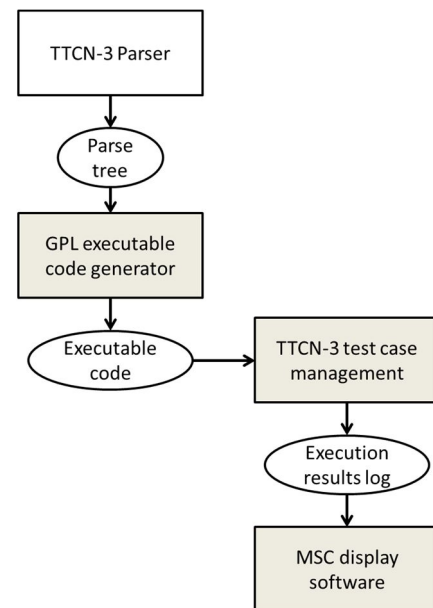 TTCN-3 Parser
Parse
tree
GPL executable
code generator
Executable
code
TTCN-3 test case
management
Execution
results log
MSC display
software